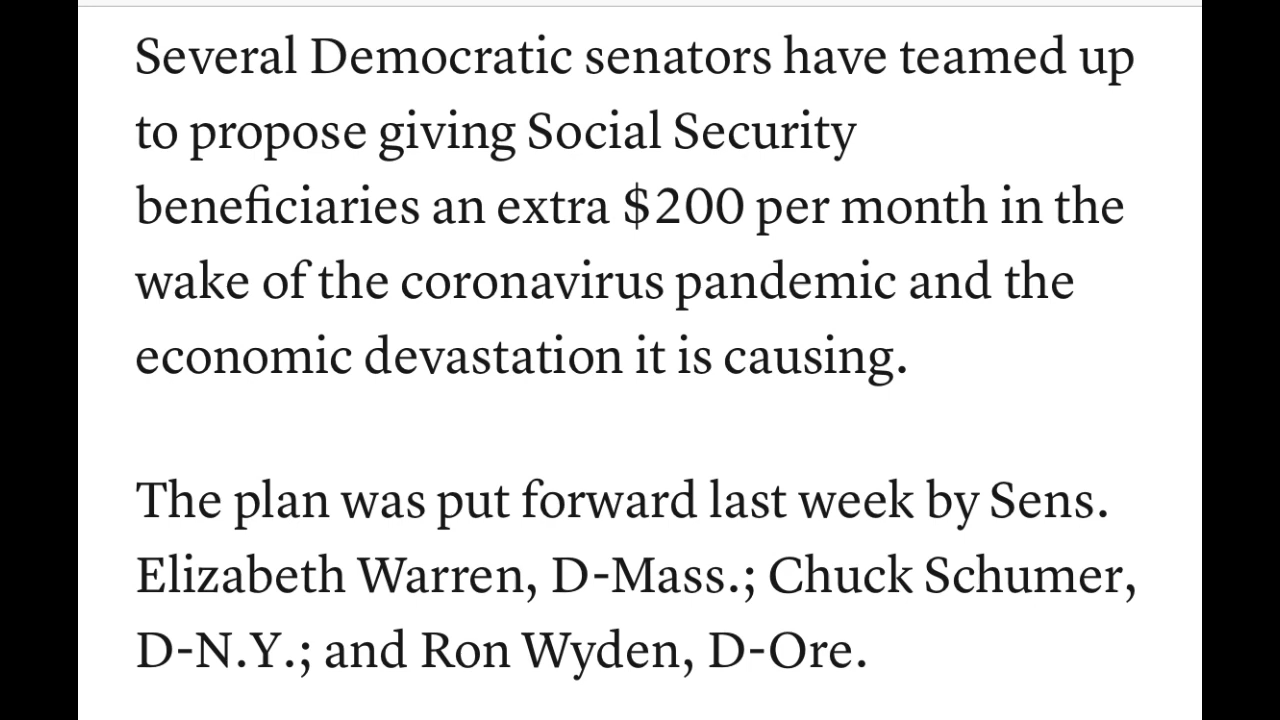 Several Democratic senators have teamed up
to propose giving Social Security
beneficiaries an extra $200 per month in the
wake of the coronavirus pandemic and the
economic devastation it is causing.
The plan was put forward last week by Sens.
Elizabeth Warren, D-Mass.; Chuck Schumer,
D-N.Y.; and Ron Wyden, D-Ore.